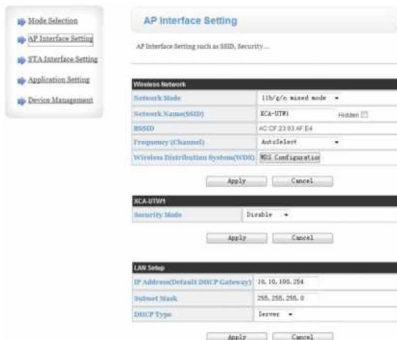 Mode Selection
AP Interface Setting
STA Interface Setting
Application Setting
Device Management
AP Interface Setting
AP Interface Setting such as SSID, Security...
Wireless Network
Network Mode 11b/g/n mixed mode
Network Name(SSID) XCA-UTW1 Hidden
BSSID AC:CF:23:03:AF:E4
Frequency (Channel) AutoSelect
Wireless Distribution System(WDS) WDS Configuration
Apply Cancel
XCA-UTW1
Security Mode Disable
Apply Cancel
LAN Setup
IP Address(Default DHCP Gateway) 10.10.100.254
Subnet Mask 255.255.255.0
DHCP Type Server
Apply Cancel